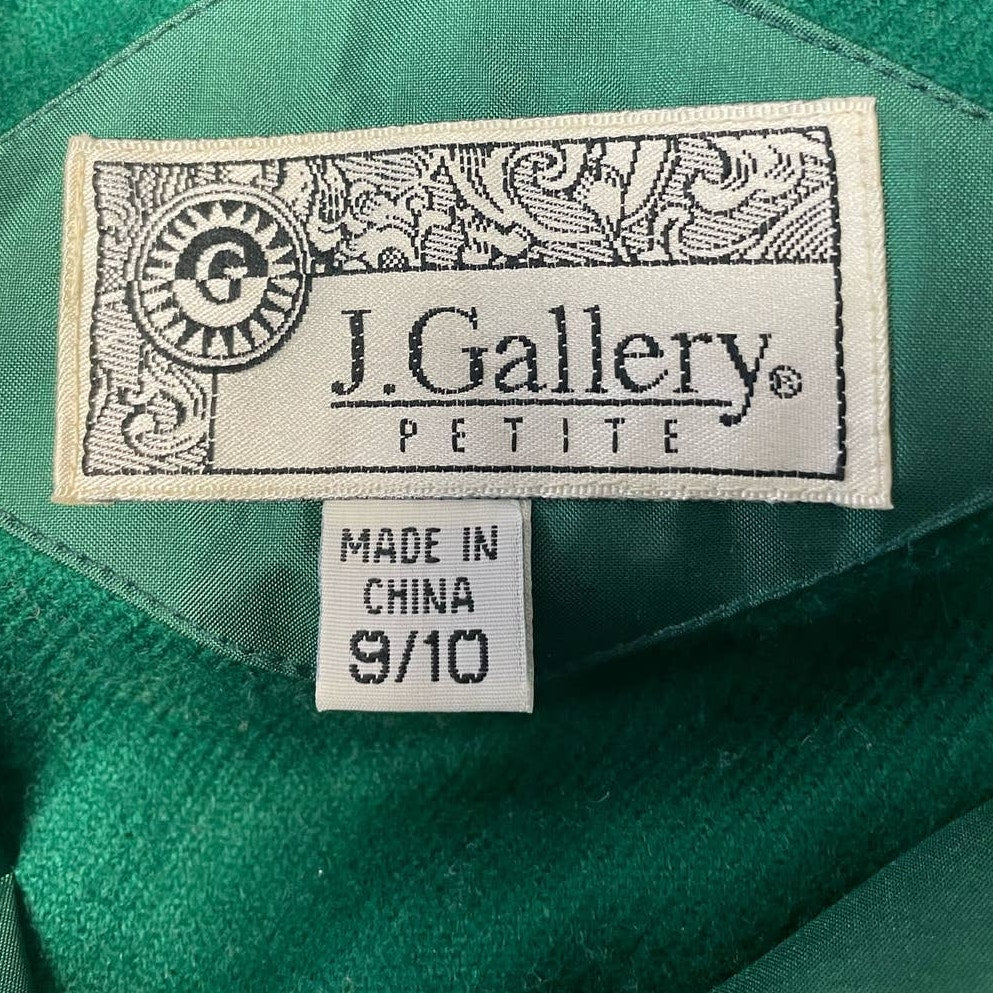 G
J.Gallery®
PETITE
MADE IN
CHINA
9/10